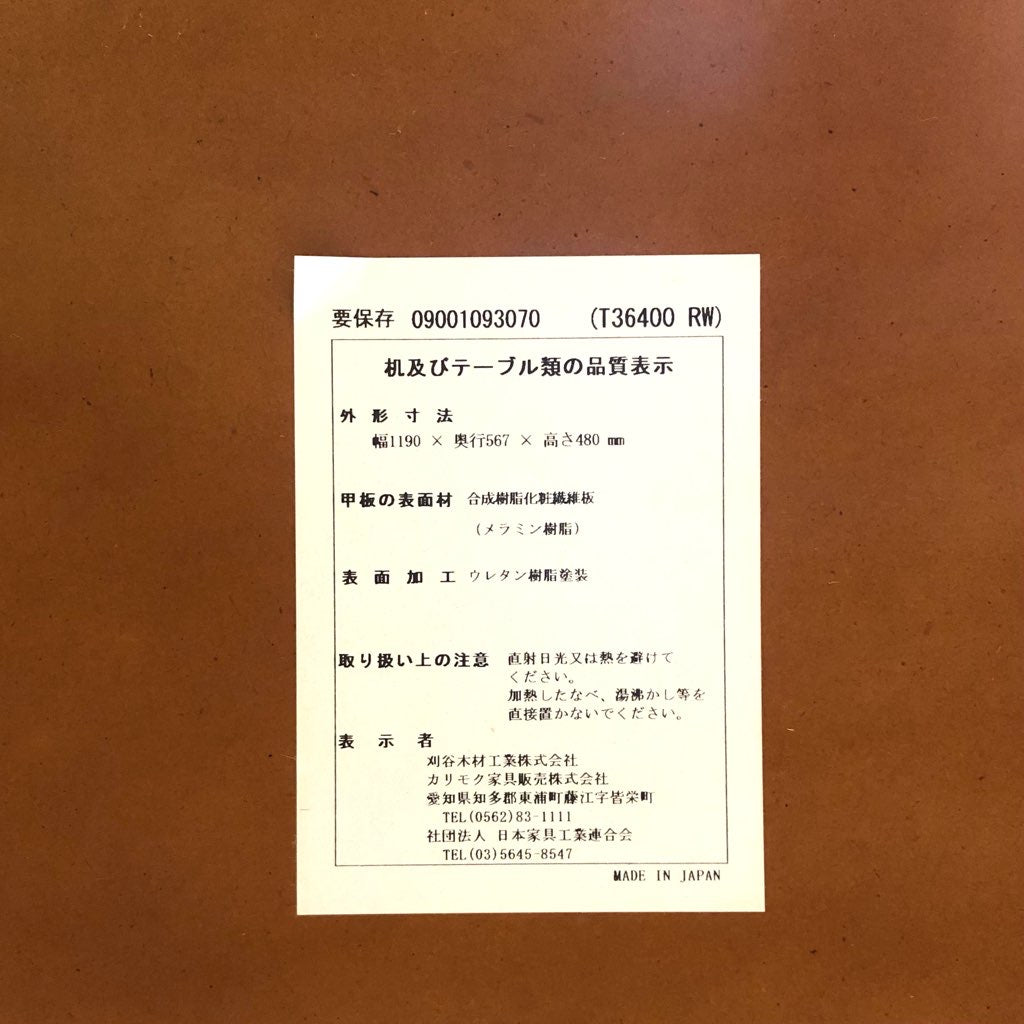 要保存 09001093070 (T36400 RW)
机及びテーブル類の品質表示
外形寸法
幅1190 × 奥行567 × 高さ480 mm
甲板の表面材 合成樹脂化粧繊維板
(メラミン樹脂)
表面加工 ウレタン樹脂塗装
取り扱い上の注意 直射日光又は熱を避けて
ください。
加熱したなべ、湯沸かし等を
直接置かないでください。
表示者
刈谷木材工業株式会社
カリモク家具販売株式会社
愛知県知多郡東浦町藤江字皆栄町
TEL(0562)83-1111
社団法人 日本家具工業連合会
TEL(03)5645-8547
MADE IN JAPAN